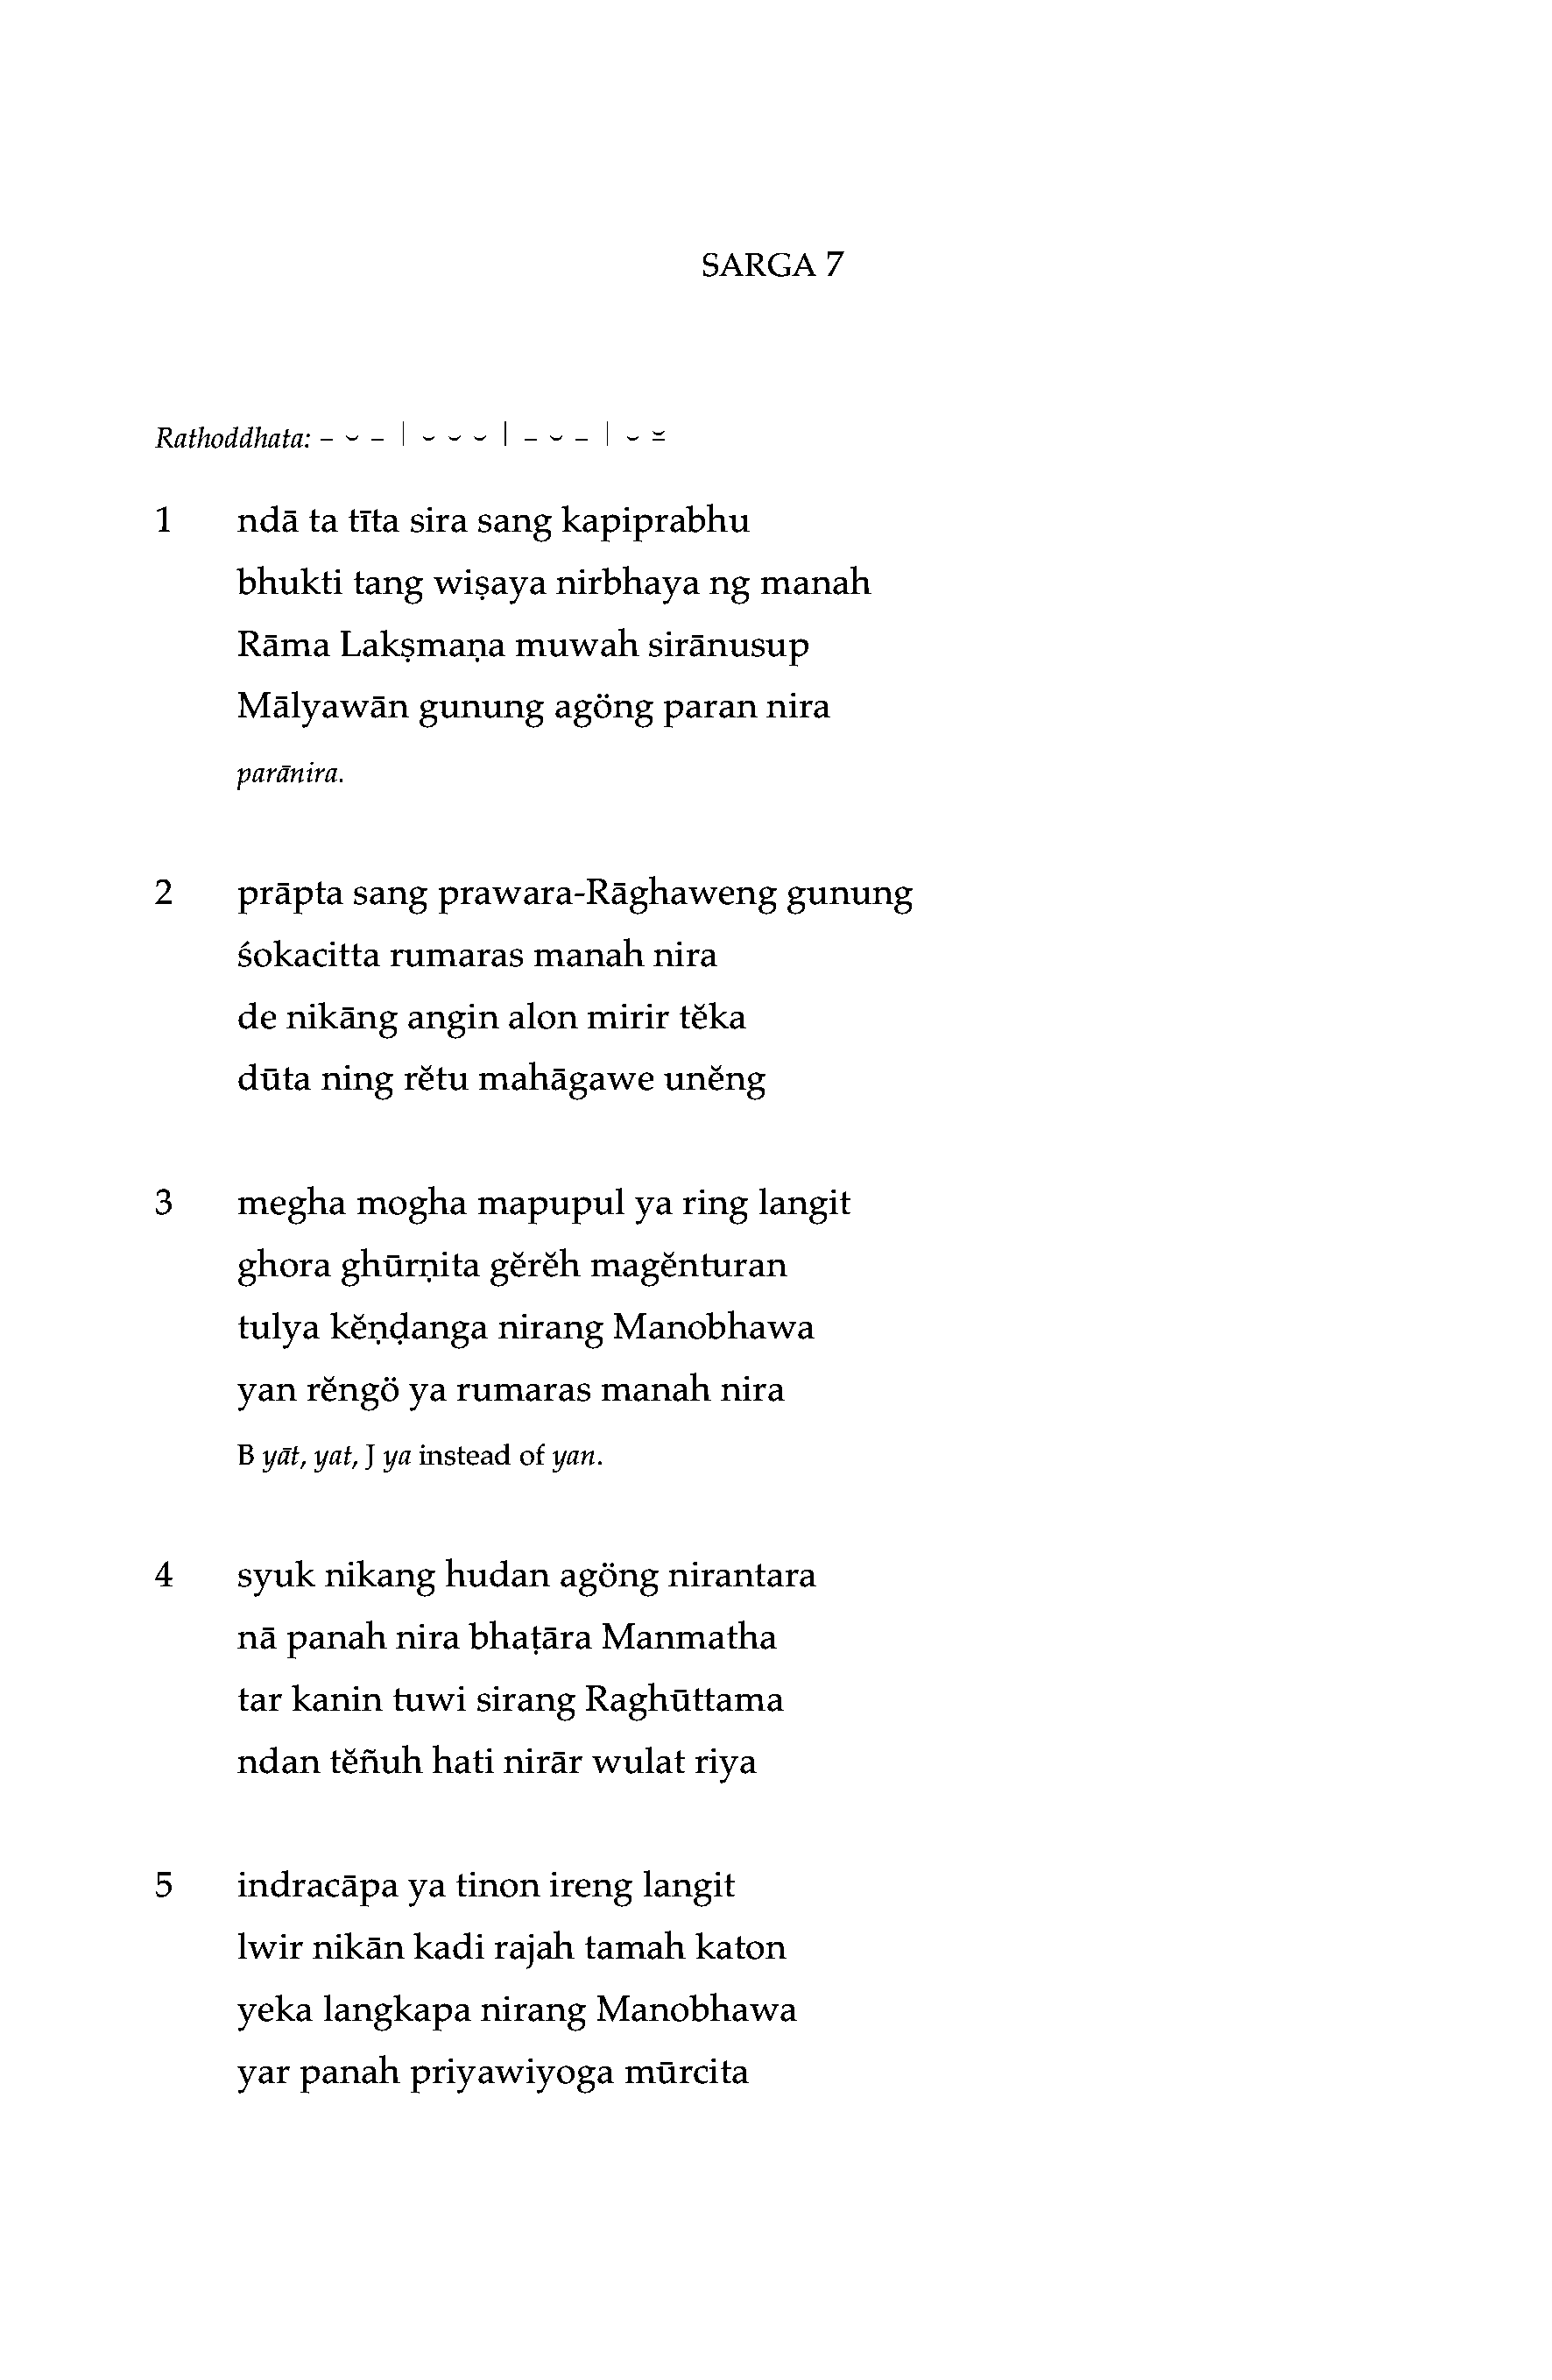 SARGA 7
Rathoddhata: – ⏑ – | ⏑ ⏑ ⏑ | – ⏑ – | ⏑ ⏓
1 ndā ta tīta sira sang kapiprabhu
bhukti tang wiṣaya nirbhaya ng manah
Rāma Lakṣmaṇa muwah sirānusup
Mālyawān gunung agöng paran nira
parānira.
2 prāpta sang prawara-Rāghaweng gunung
śokacitta rumaras manah nira
de nikāng angin alon mirir tĕka
dūta ning rĕtu mahāgawe unĕng
3 megha mogha mapupul ya ring langit
ghora ghūrṇita gĕrĕh magĕnturan
tulya kĕṇḍanga nirang Manobhawa
yan rĕngö ya rumaras manah nira
B yāt, yat, J ya instead of yan.
4 syuk nikang hudan agöng nirantara
nā panah nira bhaṭāra Manmatha
tar kanin tuwi sirang Raghūttama
ndan tĕñuh hati nirār wulat riya
5 indracāpa ya tinon ireng langit
lwir nikān kadi rajah tamah katon
yeka langkapa nirang Manobhawa
yar panah priyawiyoga mūrcita